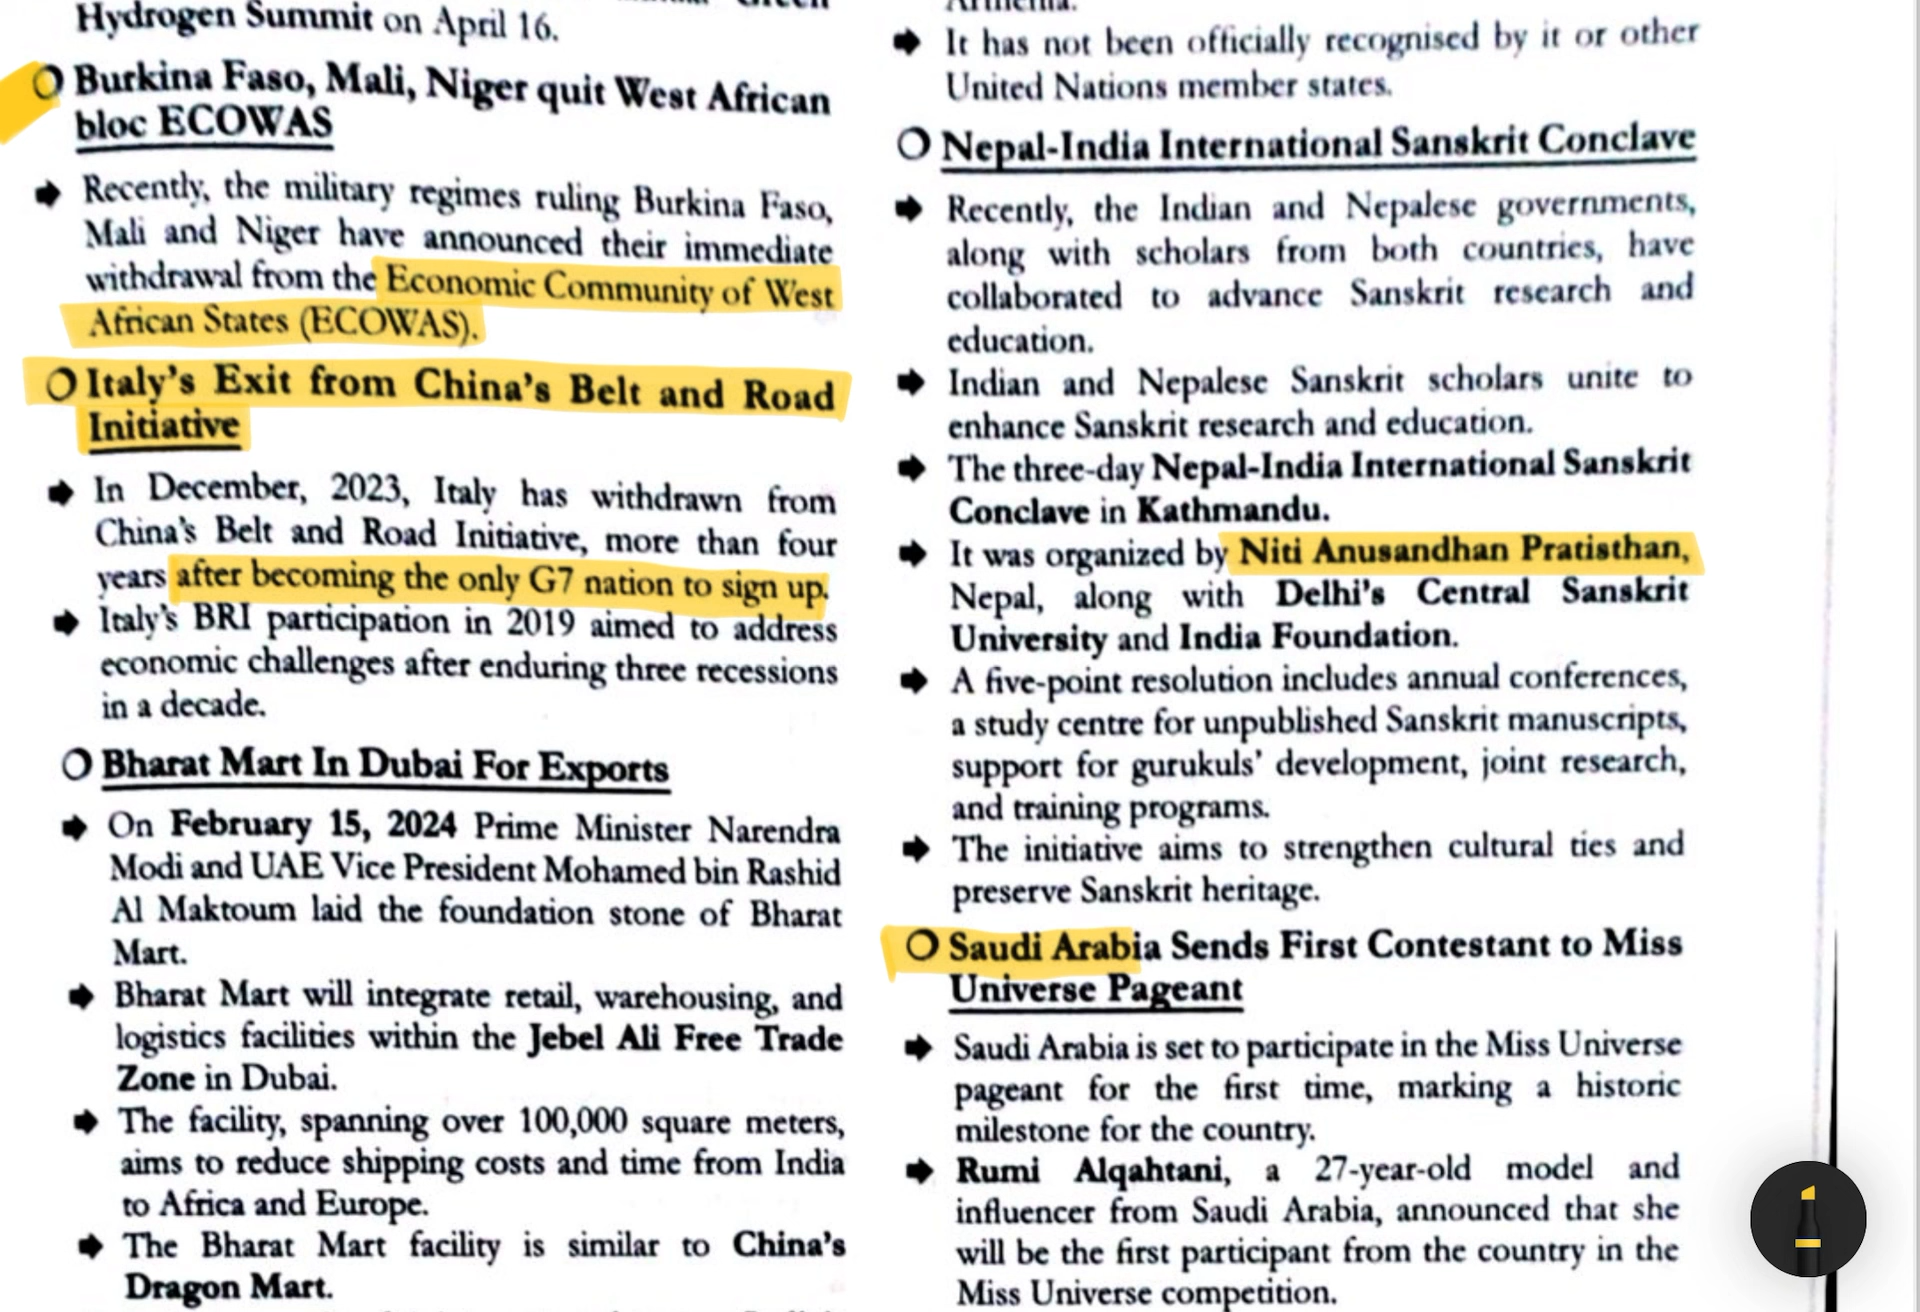 Hydrogen Summit on April 16.
O Burkina Faso, Mali, Niger quit West African
bloc ECOWAS
➡ Recently, the military regimes ruling Burkina Faso,
Mali and Niger have announced their immediate
withdrawal from the Economic Community of West
African States (ECOWAS).
O Italy's Exit from China's Belt and Road
Initiative
➡ In December, 2023, Italy has withdrawn from
China's Belt and Road Initiative, more than four
years after becoming the only G7 nation to sign up.
➡ Italy's BRI participation in 2019 aimed to address
economic challenges after enduring three recessions
in a decade.
O Bharat Mart In Dubai For Exports
➡ On February 15, 2024 Prime Minister Narendra
Modi and UAE Vice President Mohamed bin Rashid
Al Maktoum laid the foundation stone of Bharat
Mart.
➡ Bharat Mart will integrate retail, warehousing, and
logistics facilities within the Jebel Ali Free Trade
Zone in Dubai.
➡ The facility, spanning over 100,000 square meters,
aims to reduce shipping costs and time from India
to Africa and Europe.
➡ The Bharat Mart facility is similar to China's
Dragon Mart.
➡ It has not been officially recognised by it or other
United Nations member states.
O Nepal-India International Sanskrit Conclave
➡ Recently, the Indian and Nepalese governments,
along with scholars from both countries, have
collaborated to advance Sanskrit research and
education.
➡ Indian and Nepalese Sanskrit scholars unite to
enhance Sanskrit research and education.
➡ The three-day Nepal-India International Sanskrit
Conclave in Kathmandu.
➡ It was organized by Niti Anusandhan Pratisthan,
Nepal, along with Delhi's Central Sanskrit
University and India Foundation.
➡ A five-point resolution includes annual conferences,
a study centre for unpublished Sanskrit manuscripts,
support for gurukuls' development, joint research,
and training programs.
➡ The initiative aims to strengthen cultural ties and
preserve Sanskrit heritage.
O Saudi Arabia Sends First Contestant to Miss
Universe Pageant
➡ Saudi Arabia is set to participate in the Miss Universe
pageant for the first time, marking a historic
milestone for the country.
➡ Rumi Alqahtani, a 27-year-old model and
influencer from Saudi Arabia, announced that she
will be the first participant from the country in the
Miss Universe competition.